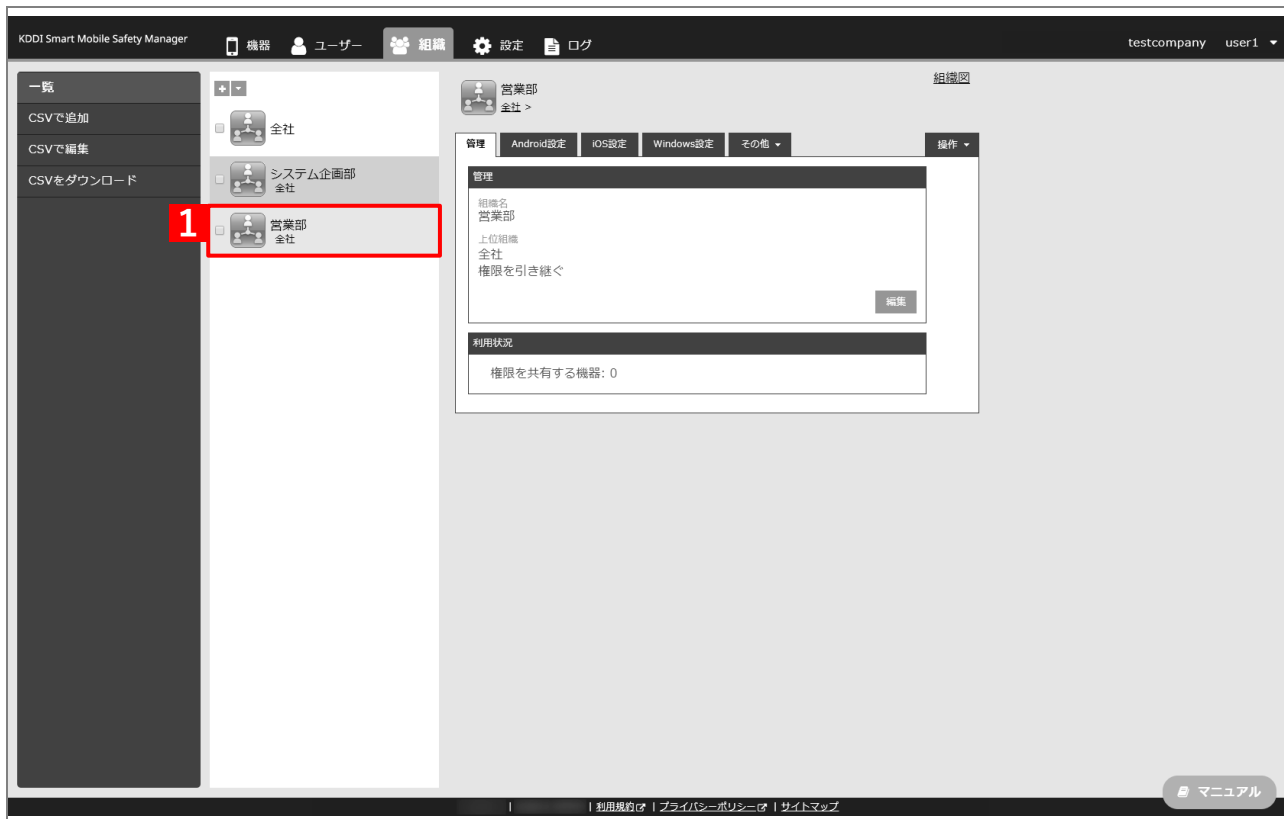 KDDI Smart Mobile Safety Manager
機器
ユーザー
組織
設定
ログ
testcompany user1
一覧
CSVで追加
CSVで編集
CSVをダウンロード
全社
システム企画部
全社
1
営業部
全社
営業部
全社 >
組織図
管理
Android設定
iOS設定
Windows設定
その他
操作
管理
組織名
営業部
上位組織
全社
権限を引き継ぐ
編集
利用状況
権限を共有する機器: 0
マニュアル
| | 利用規約 | プライバシーポリシー | サイトマップ